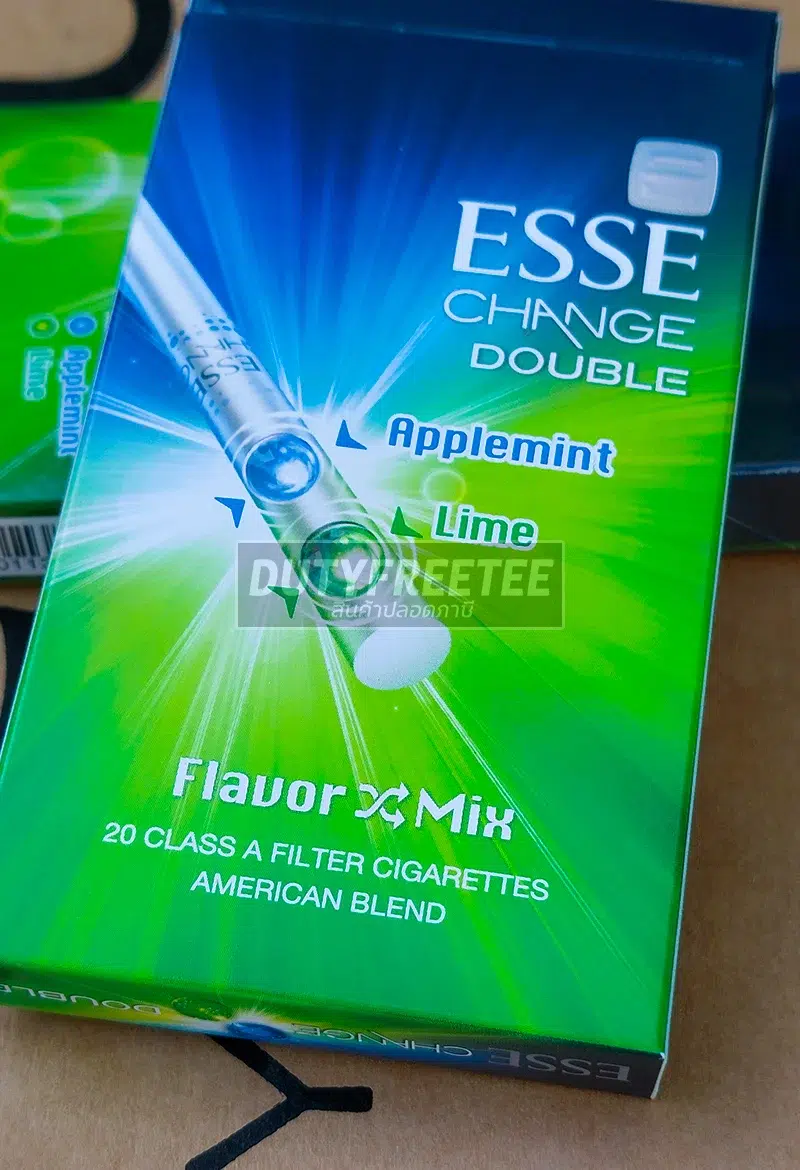 ESSE
CHANGE
DOUBLE
Applemint
Lime
Applemint
Lime
DUTYFREETEE
สินค้าปลอดภาษี
Flavor Mix
20 CLASS A FILTER CIGARETTES
AMERICAN BLEND
ESSE CHANGE DOUBLE